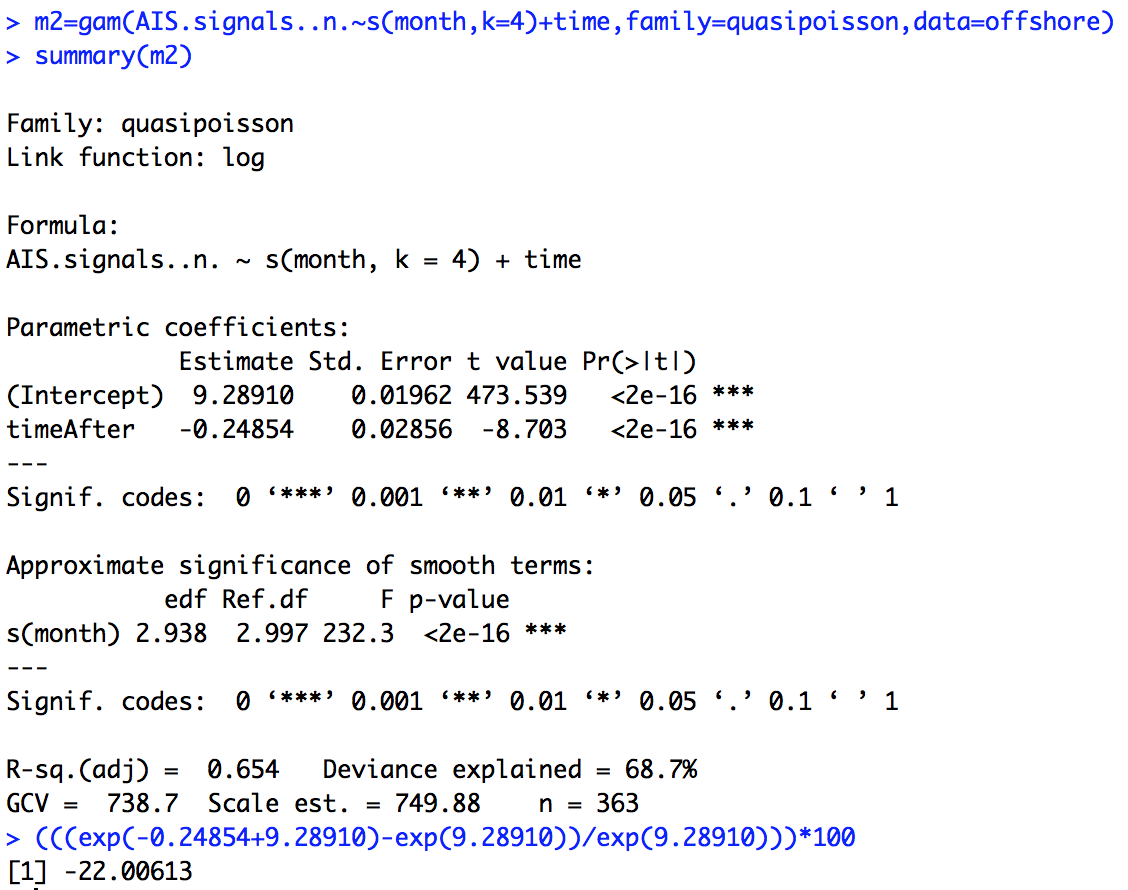 > m2=gam(AIS.signals..n.~s(month,k=4)+time,family=quasipoisson,data=offshore)
> summary(m2)
Family: quasipoisson
Link function: log
Formula:
AIS.signals..n. ~ s(month, k = 4) + time
Parametric coefficients:
Estimate Std. Error t value Pr(>|t|)
(Intercept) 9.28910 0.01962 473.539 <2e-16 ***
timeAfter -0.24854 0.02856 -8.703 <2e-16 ***
---
Signif. codes: 0 ‘***’ 0.001 ‘**’ 0.01 ‘*’ 0.05 ‘.’ 0.1 ‘ ’ 1
Approximate significance of smooth terms:
edf Ref.df F p-value
s(month) 2.938 2.997 232.3 <2e-16 ***
---
Signif. codes: 0 ‘***’ 0.001 ‘**’ 0.01 ‘*’ 0.05 ‘.’ 0.1 ‘ ’ 1
R-sq.(adj) = 0.654 Deviance explained = 68.7%
GCV = 738.7 Scale est. = 749.88 n = 363
> (((exp(-0.24854+9.28910)-exp(9.28910))/exp(9.28910)))*100
[1] -22.00613